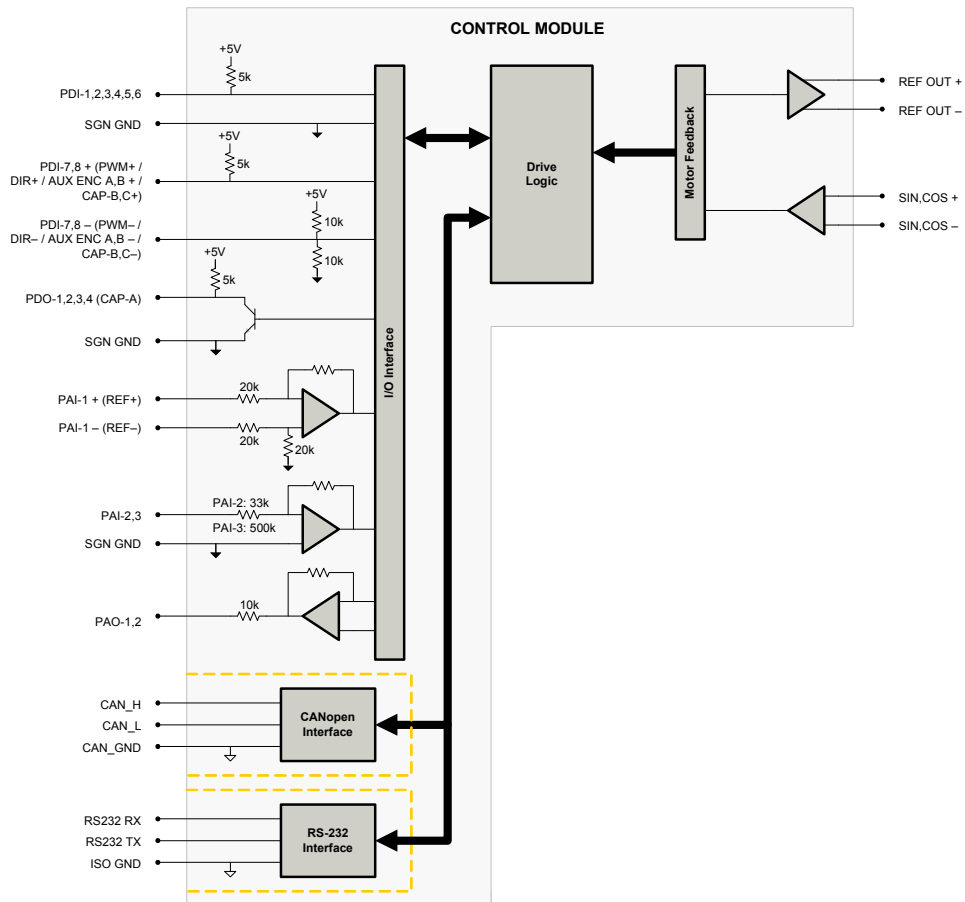 CONTROL MODULE
+5V
5k
PDI-1,2,3,4,5,6
SGN GND
+5V
5k
PDI-7,8 + (PWM+ /
DIR+ / AUX ENC A,B + /
CAP-B,C+)
+5V
10k
PDI-7,8 – (PWM– /
DIR– / AUX ENC A,B – /
CAP-B,C–)
10k
+5V
5k
PDO-1,2,3,4 (CAP-A)
SGN GND
20k
PAI-1 + (REF+)
PAI-1 – (REF–)
20k
20k
PAI-2: 33k
PAI-2,3
PAI-3: 500k
SGN GND
10k
PAO-1,2
I/O Interface
Drive
Logic
Motor Feedback
REF OUT +
REF OUT –
SIN,COS +
SIN,COS –
CAN_H
CAN_L
CAN_GND
CANopen
Interface
RS232 RX
RS232 TX
ISO GND
RS-232
Interface